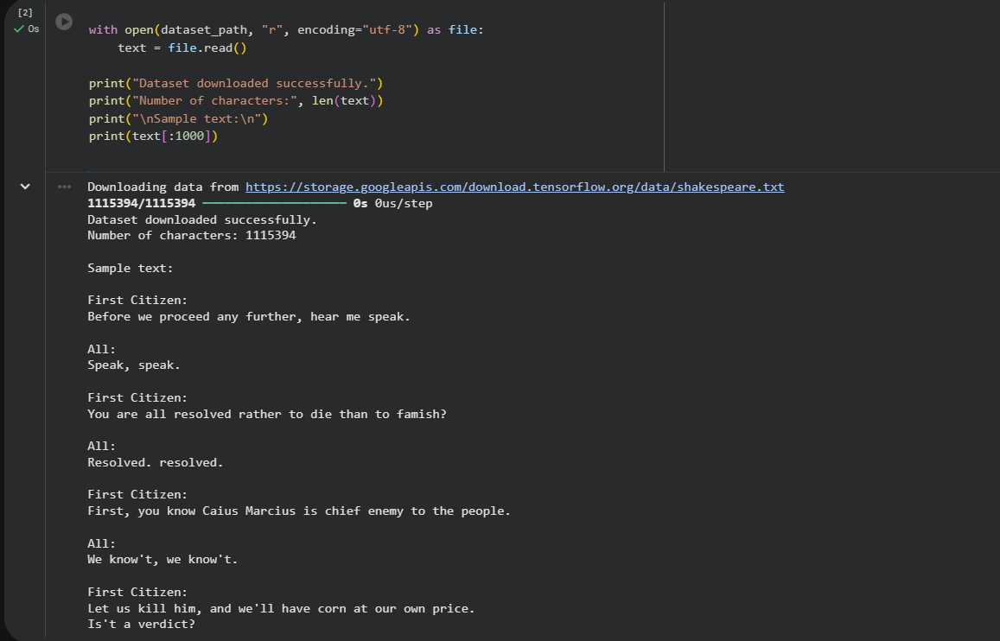 [2]
0s
with open(dataset_path, "r", encoding="utf-8") as file:
    text = file.read()
print("Dataset downloaded successfully.")
print("Number of characters:", len(text))
print("\nSample text:\n")
print(text[:1000])
Downloading data from https://storage.googleapis.com/download.tensorflow.org/data/shakespeare.txt
1115394/1115394 ━━━━━━━━━━━━━━━━━━━━ 0s 0us/step
Dataset downloaded successfully.
Number of characters: 1115394
Sample text:
First Citizen:
Before we proceed any further, hear me speak.
All:
Speak, speak.
First Citizen:
You are all resolved rather to die than to famish?
All:
Resolved. resolved.
First Citizen:
First, you know Caius Marcius is chief enemy to the people.
All:
We know't, we know't.
First Citizen:
Let us kill him, and we'll have corn at our own price.
Is't a verdict?